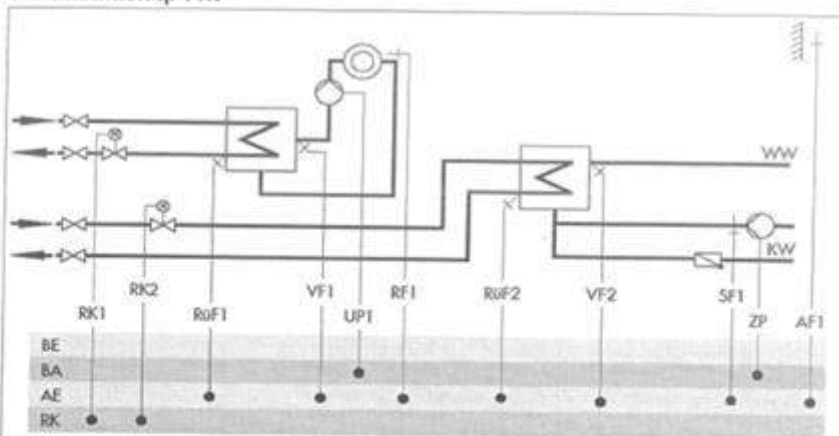 WW
KW
RK1
RK2
RüF1
VF1
UP1
RF1
RüF2
VF2
SF1
ZP
AF1
BE
BA
AE
RK